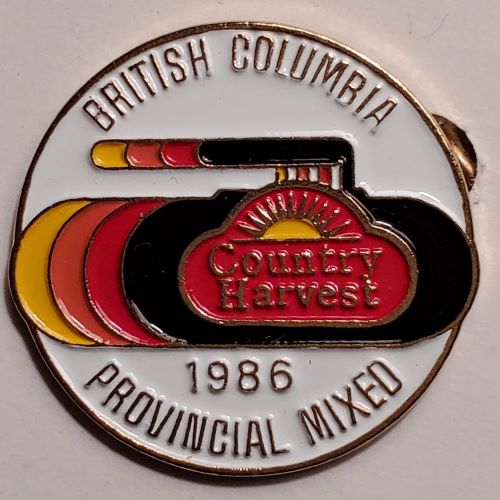 BRITISH COLUMBIA
Country
Harvest
1986
PROVINCIAL MIXED